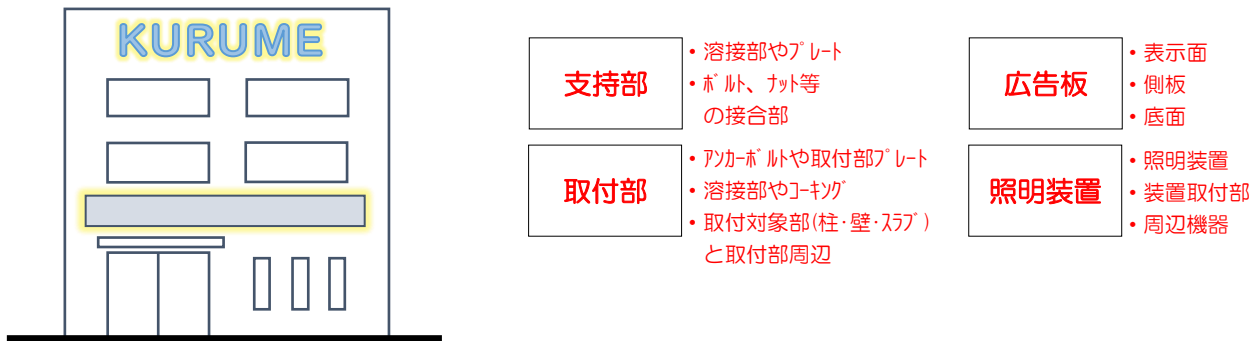 KURUME
支持部
・溶接部やﾌﾟﾚｰﾄ
・ﾎﾞﾙﾄ、ﾅｯﾄ等
の接合部
広告板
・表示面
・側板
・底面
取付部
・ｱﾝｶｰﾎﾞﾙﾄや取付部ﾌﾟﾚｰﾄ
・溶接部やｺｰｷﾝｸﾞ
・取付対象部(柱･壁･ｽﾗﾌﾞ)
と取付部周辺
照明装置
・照明装置
・装置取付部
・周辺機器